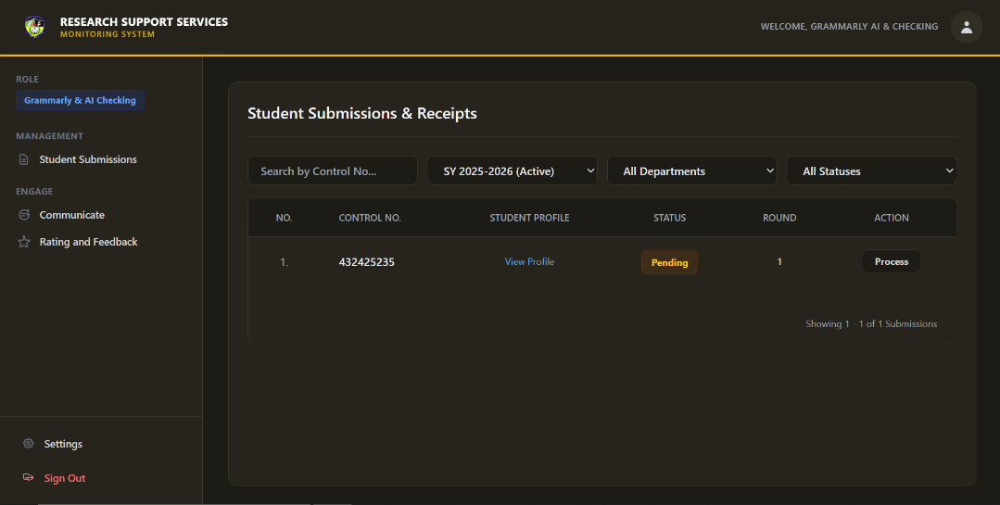 RESEARCH SUPPORT SERVICES
MONITORING SYSTEM
WELCOME, GRAMMARLY AI & CHECKING
ROLE
Grammarly & AI Checking
MANAGEMENT
Student Submissions
ENGAGE
Communicate
Rating and Feedback
Settings
Sign Out
Student Submissions & Receipts
Search by Control No... SY 2025-2026 (Active) All Departments All Statuses
NO. CONTROL NO. STUDENT PROFILE STATUS ROUND ACTION
1. 432425235 View Profile Pending 1 Process
Showing 1 - 1 of 1 Submissions